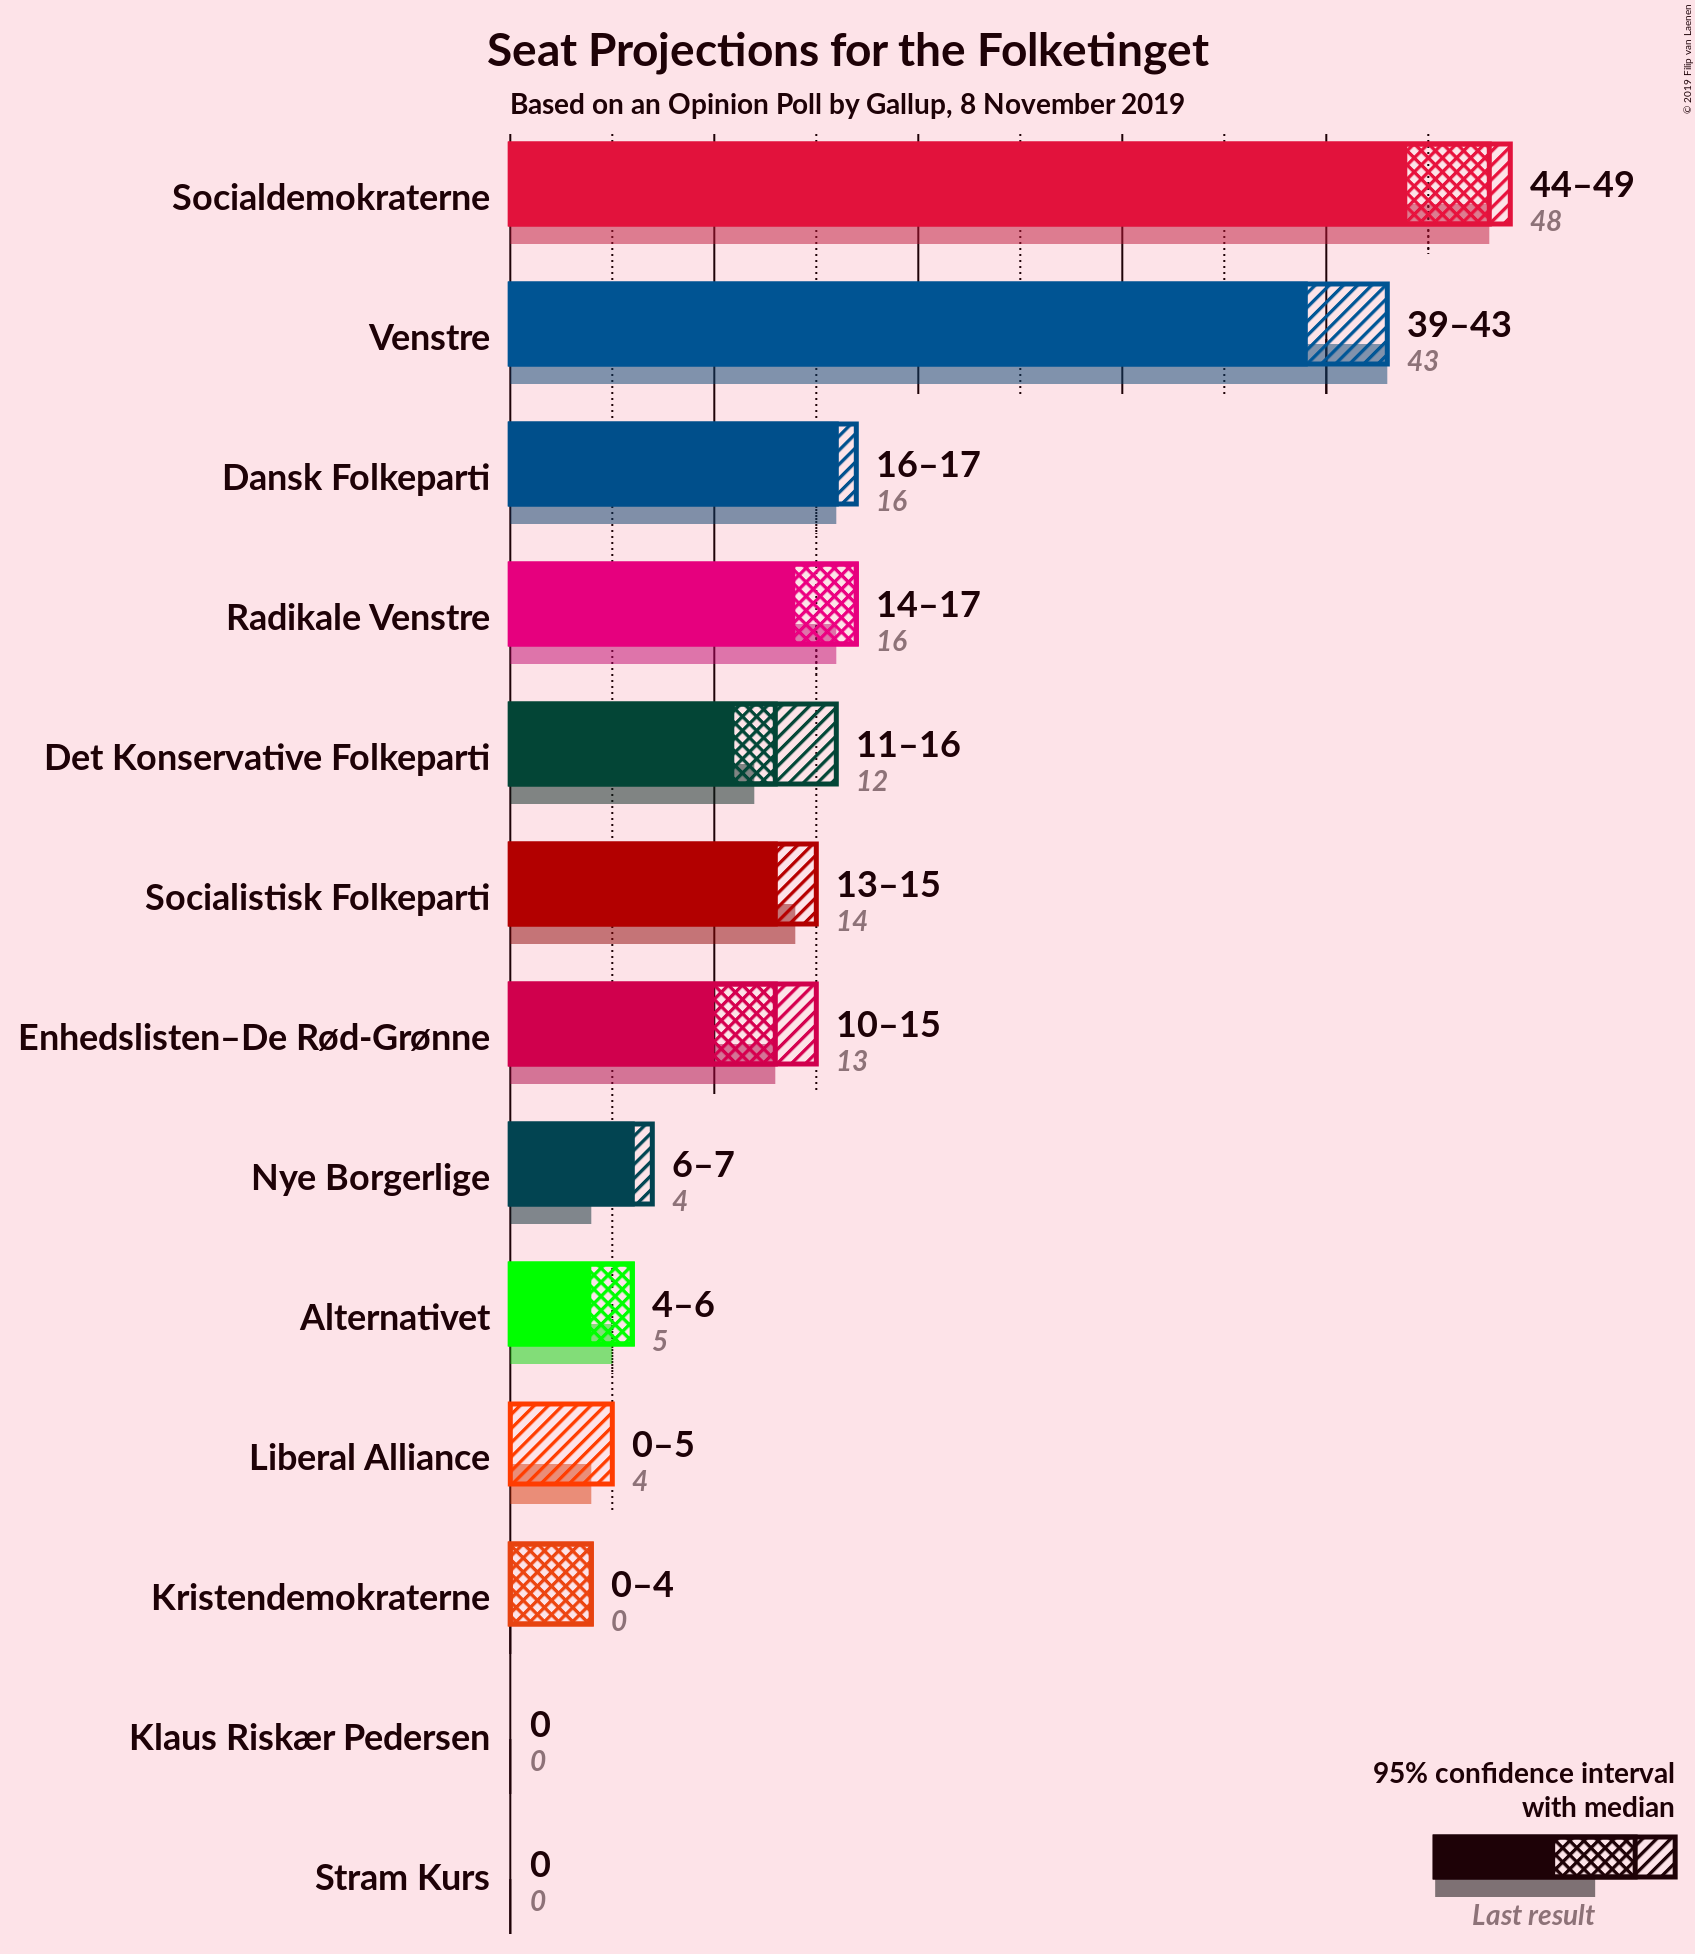 Seat Projections for the Folketinget
Based on an Opinion Poll by Gallup, 8 November 2019
© 2019 Filip van Laenen
Socialdemokraterne
44–49
48
Venstre
39–43
43
Dansk Folkeparti
16–17
16
Radikale Venstre
14–17
16
Det Konservative Folkeparti
11–16
12
Socialistisk Folkeparti
13–15
14
Enhedslisten–De Rød-Grønne
10–15
13
Nye Borgerlige
6–7
4
Alternativet
4–6
5
Liberal Alliance
0–5
4
Kristendemokraterne
0–4
0
Klaus Riskær Pedersen
0
0
Stram Kurs
0
0
95% confidence interval
with median
Last result